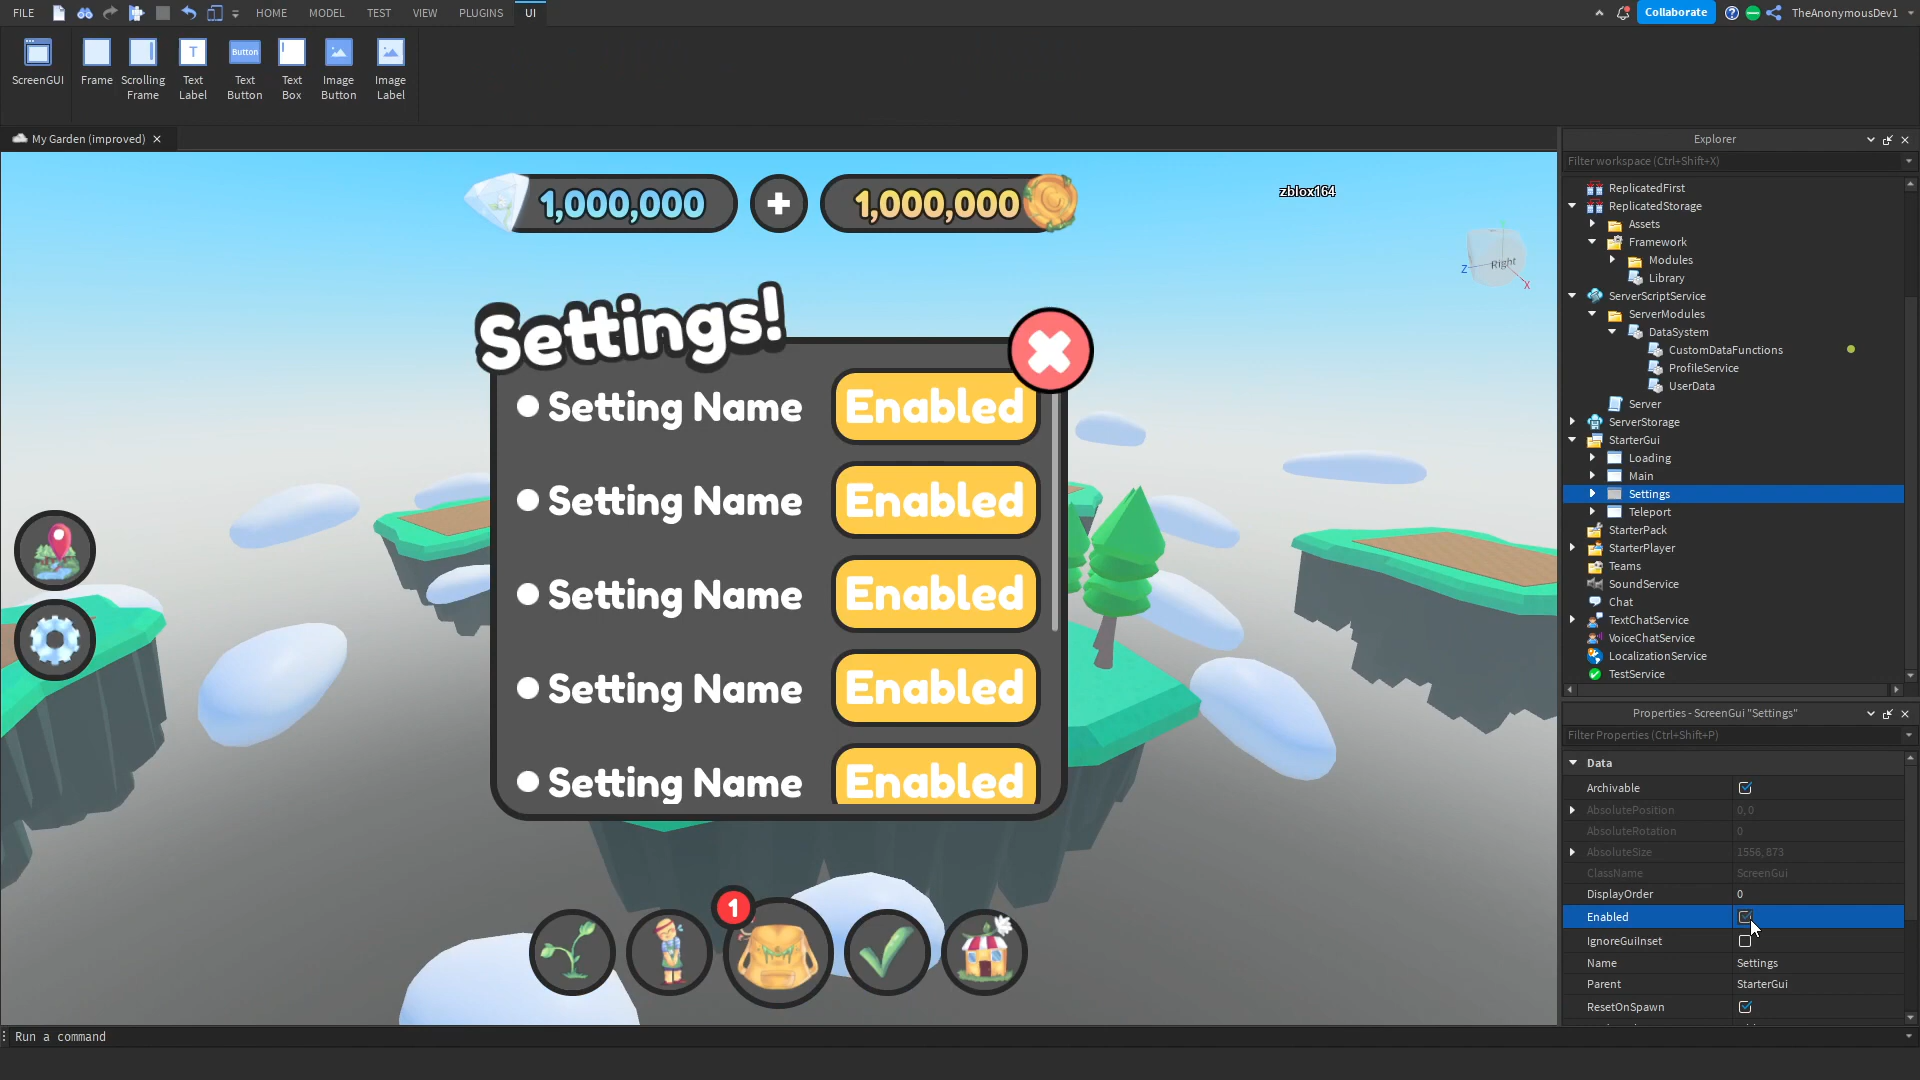 FILE
HOME
MODEL
TEST
VIEW
PLUGINS
UI
Collaborate
TheAnonymousDev1
ScreenGUI
Frame
Scrolling
Frame
Text
Label
Button
Text
Button
Text
Box
Image
Button
Image
Label
My Garden (improved)
1,000,000
1,000,000
zblox164
Right
Z
X
Settings!
Setting Name
Enabled
Setting Name
Enabled
Setting Name
Enabled
Setting Name
Enabled
Setting Name
Enabled
1
Explorer
Filter workspace (Ctrl+Shift+X)
ReplicatedFirst
ReplicatedStorage
Assets
Framework
Modules
Library
ServerScriptService
ServerModules
DataSystem
CustomDataFunctions
ProfileService
UserData
Server
ServerStorage
StarterGui
Loading
Main
Settings
Teleport
StarterPack
StarterPlayer
Teams
SoundService
Chat
TextChatService
VoiceChatService
LocalizationService
TestService
Properties - ScreenGui "Settings"
Filter Properties (Ctrl+Shift+P)
Data
Archivable
AbsolutePosition 0, 0
AbsoluteRotation 0
AbsoluteSize 1556, 873
ClassName ScreenGui
DisplayOrder 0
Enabled
IgnoreGuiInset
Name Settings
Parent StarterGui
ResetOnSpawn
Run a command